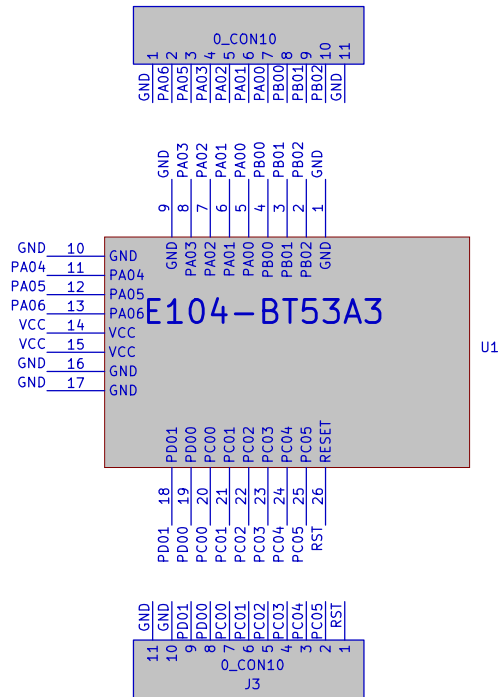 O_CON10
1 2 3 4 5 6 7 8 9 10 11
GND PA06 PA05 PA03 PA02 PA01 PA00 PB00 PB01 PB02 GND
GND PA03 PA02 PA01 PA00 PB00 PB01 PB02 GND
9 8 7 6 5 4 3 2 1
GND PA03 PA02 PA01 PA00 PB00 PB01 PB02 GND
GND 10 GND
PA04 11 PA04
PA05 12 PA05
PA06 13 PA06
VCC 14 VCC
VCC 15 VCC
GND 16 GND
GND 17 GND
E104-BT53A3
U1
PD01 PD00 PC00 PC01 PC02 PC03 PC04 PC05 RESET
18 19 20 21 22 23 24 25 26
PD01 PD00 PC00 PC01 PC02 PC03 PC04 PC05 RST
GND GND PD01 PD00 PC00 PC01 PC02 PC03 PC04 PC05 RST
11 10 9 8 7 6 5 4 3 2 1
O_CON10
J3